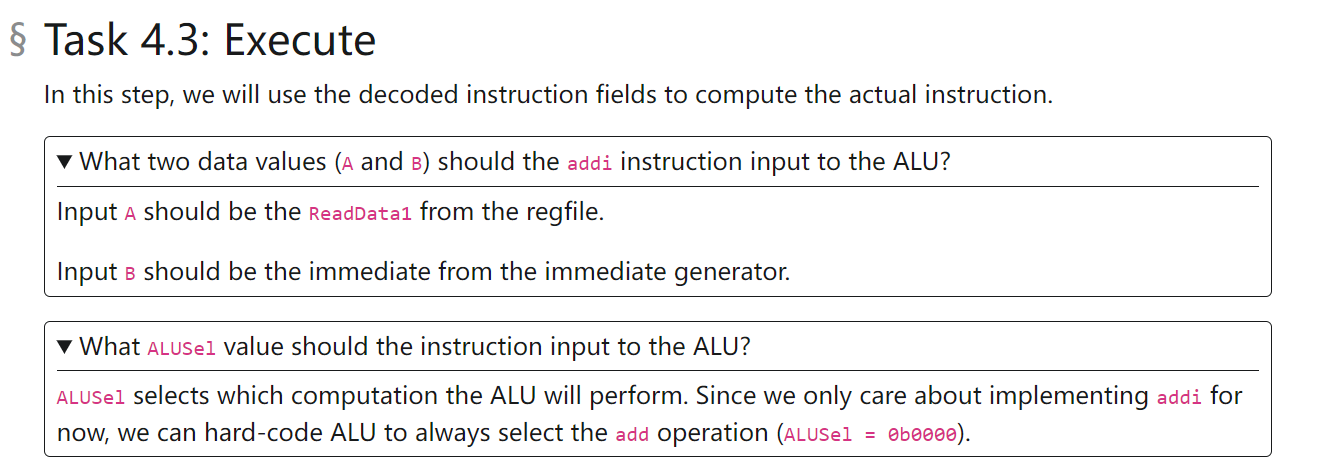 § Task 4.3: Execute
In this step, we will use the decoded instruction fields to compute the actual instruction.
▼ What two data values (A and B) should the addi instruction input to the ALU?
Input A should be the ReadData1 from the regfile.
Input B should be the immediate from the immediate generator.
▼ What ALUSel value should the instruction input to the ALU?
ALUSel selects which computation the ALU will perform. Since we only care about implementing addi for
now, we can hard-code ALU to always select the add operation (ALUSel = 0b0000).